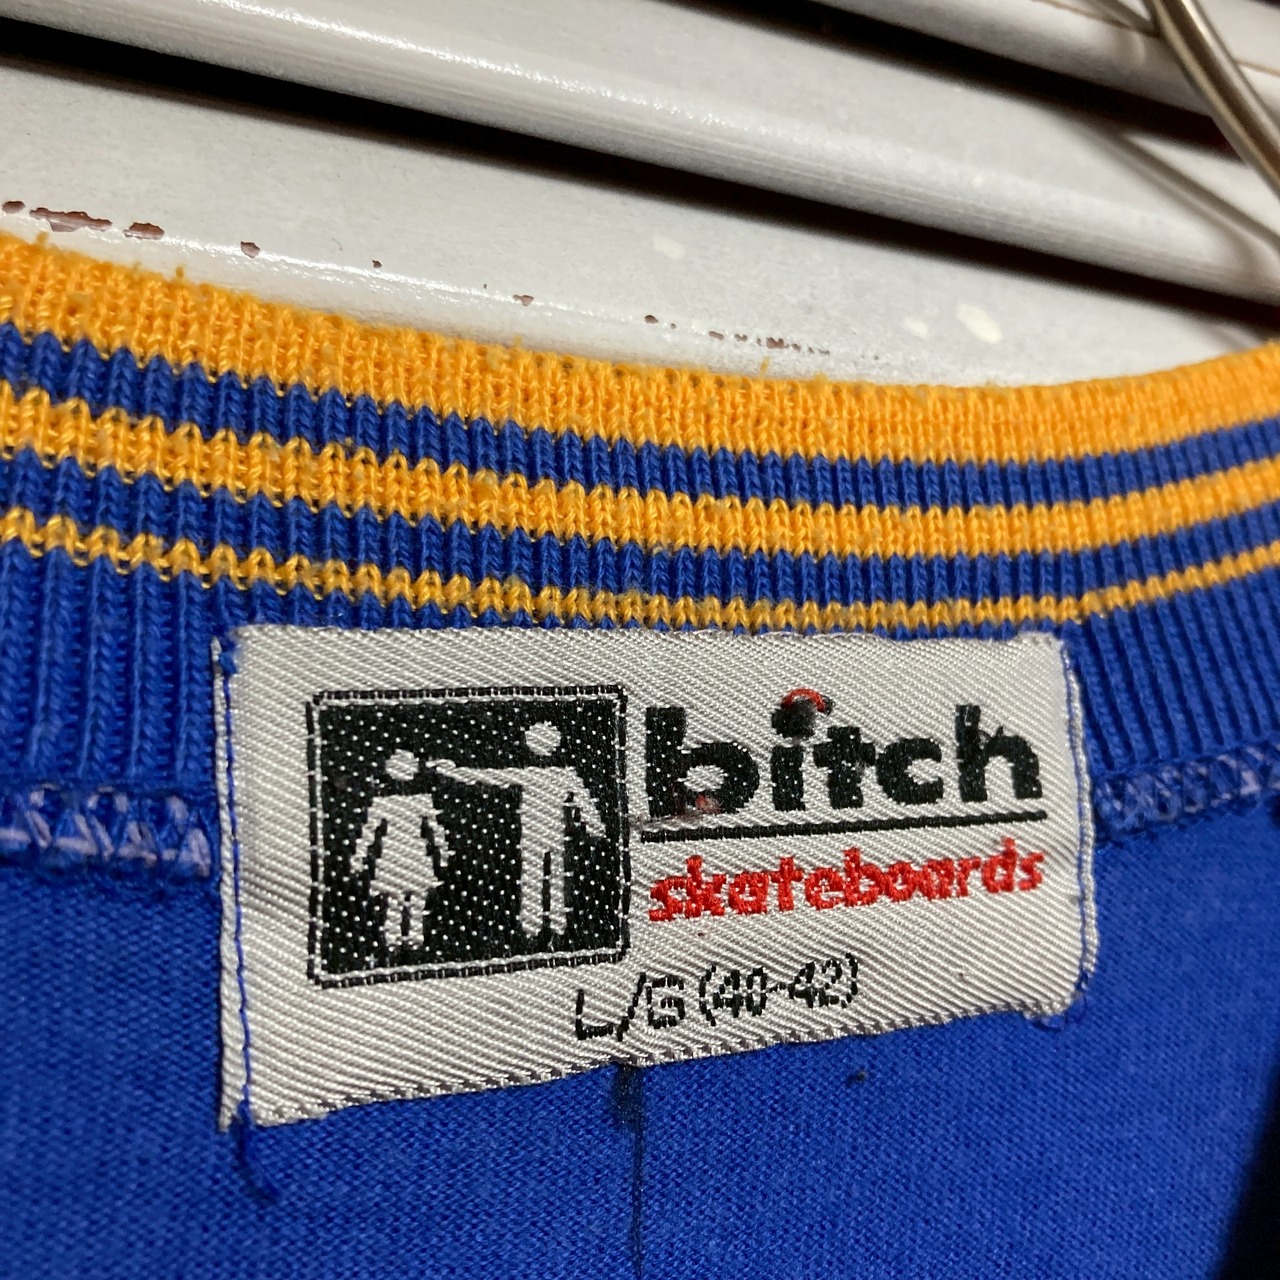 bitch
skateboards
L/G (40-42)